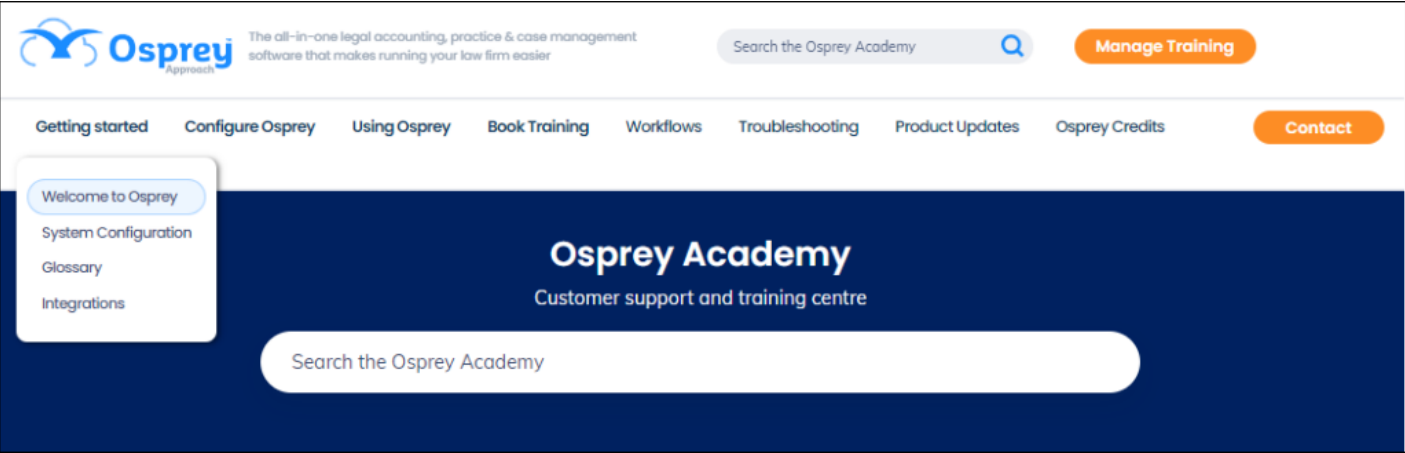 Osprey
Approach
The all-in-one legal accounting, practice & case management
software that makes running your law firm easier
Search the Osprey Academy
Manage Training
Getting started
Configure Osprey
Using Osprey
Book Training
Workflows
Troubleshooting
Product Updates
Osprey Credits
Contact
Welcome to Osprey
System Configuration
Glossary
Integrations
Osprey Academy
Customer support and training centre
Search the Osprey Academy